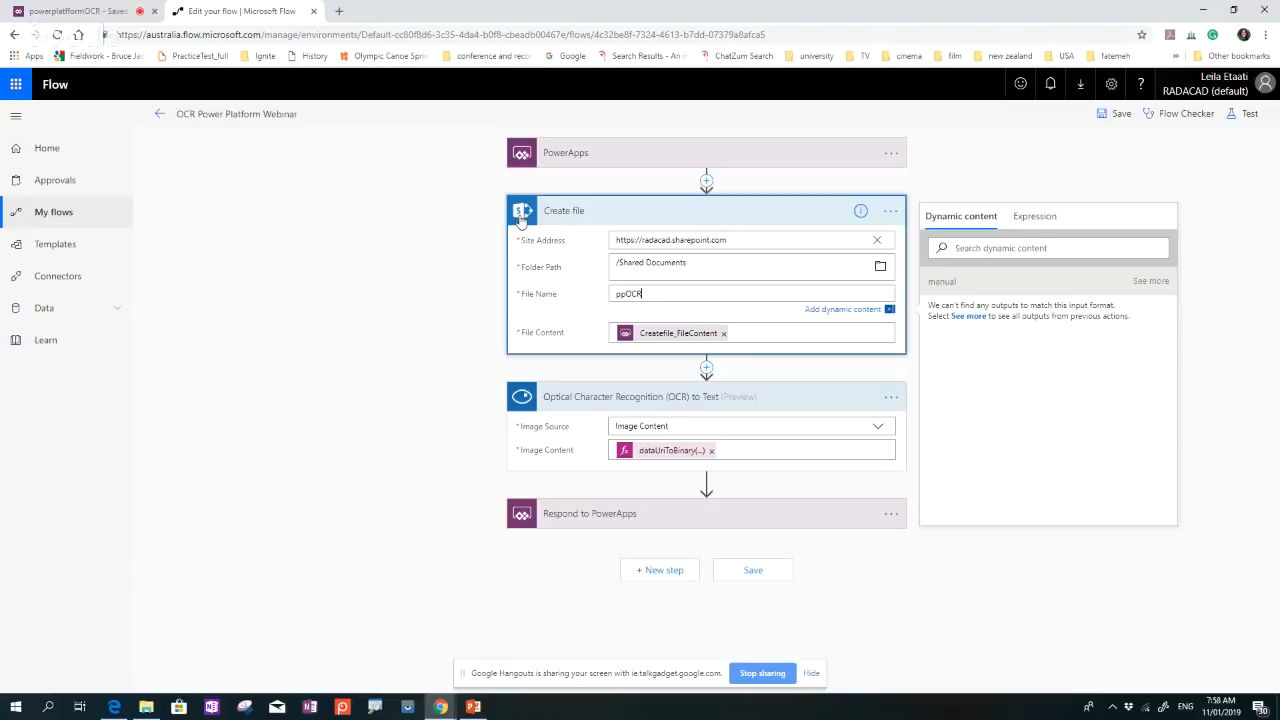 powerplatformOCR - Saved
Edit your flow | Microsoft Flow
https://australia.flow.microsoft.com/manage/environments/Default-cc80f8d6-3c35-4da4-b0f8-cbeadb00467e/flows/4c32be8f-7324-4613-b7dd-07379a8afca5
Apps
Fieldwork - Bruce Jac
PracticeTest_full
Ignite
History
Olympic Canoe Sprin
conference and recor
Google
Search Results - An n
ChatZum Search
university
TV
cinema
film
new zealand
USA
fatemeh
»
Other bookmarks
Flow
Leila Etaati
RADACAD (default)
OCR Power Platform Webinar
Save
Flow Checker
Test
Home
Approvals
My flows
Templates
Connectors
Data
Learn
PowerApps
Create file
* Site Address
https://radacad.sharepoint.com
* Folder Path
/Shared Documents
* File Name
ppOCR
Add dynamic content
* File Content
Createfile_FileContent
Optical Character Recognition (OCR) to Text (Preview)
* Image Source
Image Content
* Image Content
dataUriToBinary(...)
Respond to PowerApps
+ New step
Save
Dynamic content
Expression
Search dynamic content
manual
See more
We can't find any outputs to match this input format.
Select See more to see all outputs from previous actions.
Google Hangouts is sharing your screen with ie.talkgadget.google.com.
Stop sharing
Hide
ENG
7:58 AM
11/01/2019
30